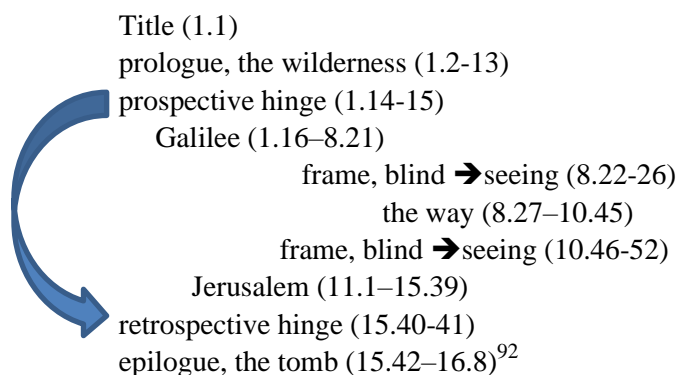 Title (1.1)
prologue, the wilderness (1.2-13)
prospective hinge (1.14-15)
Galilee (1.16–8.21)
frame, blind ➔seeing (8.22-26)
the way (8.27–10.45)
frame, blind ➔seeing (10.46-52)
Jerusalem (11.1–15.39)
retrospective hinge (15.40-41)
epilogue, the tomb (15.42–16.8)92